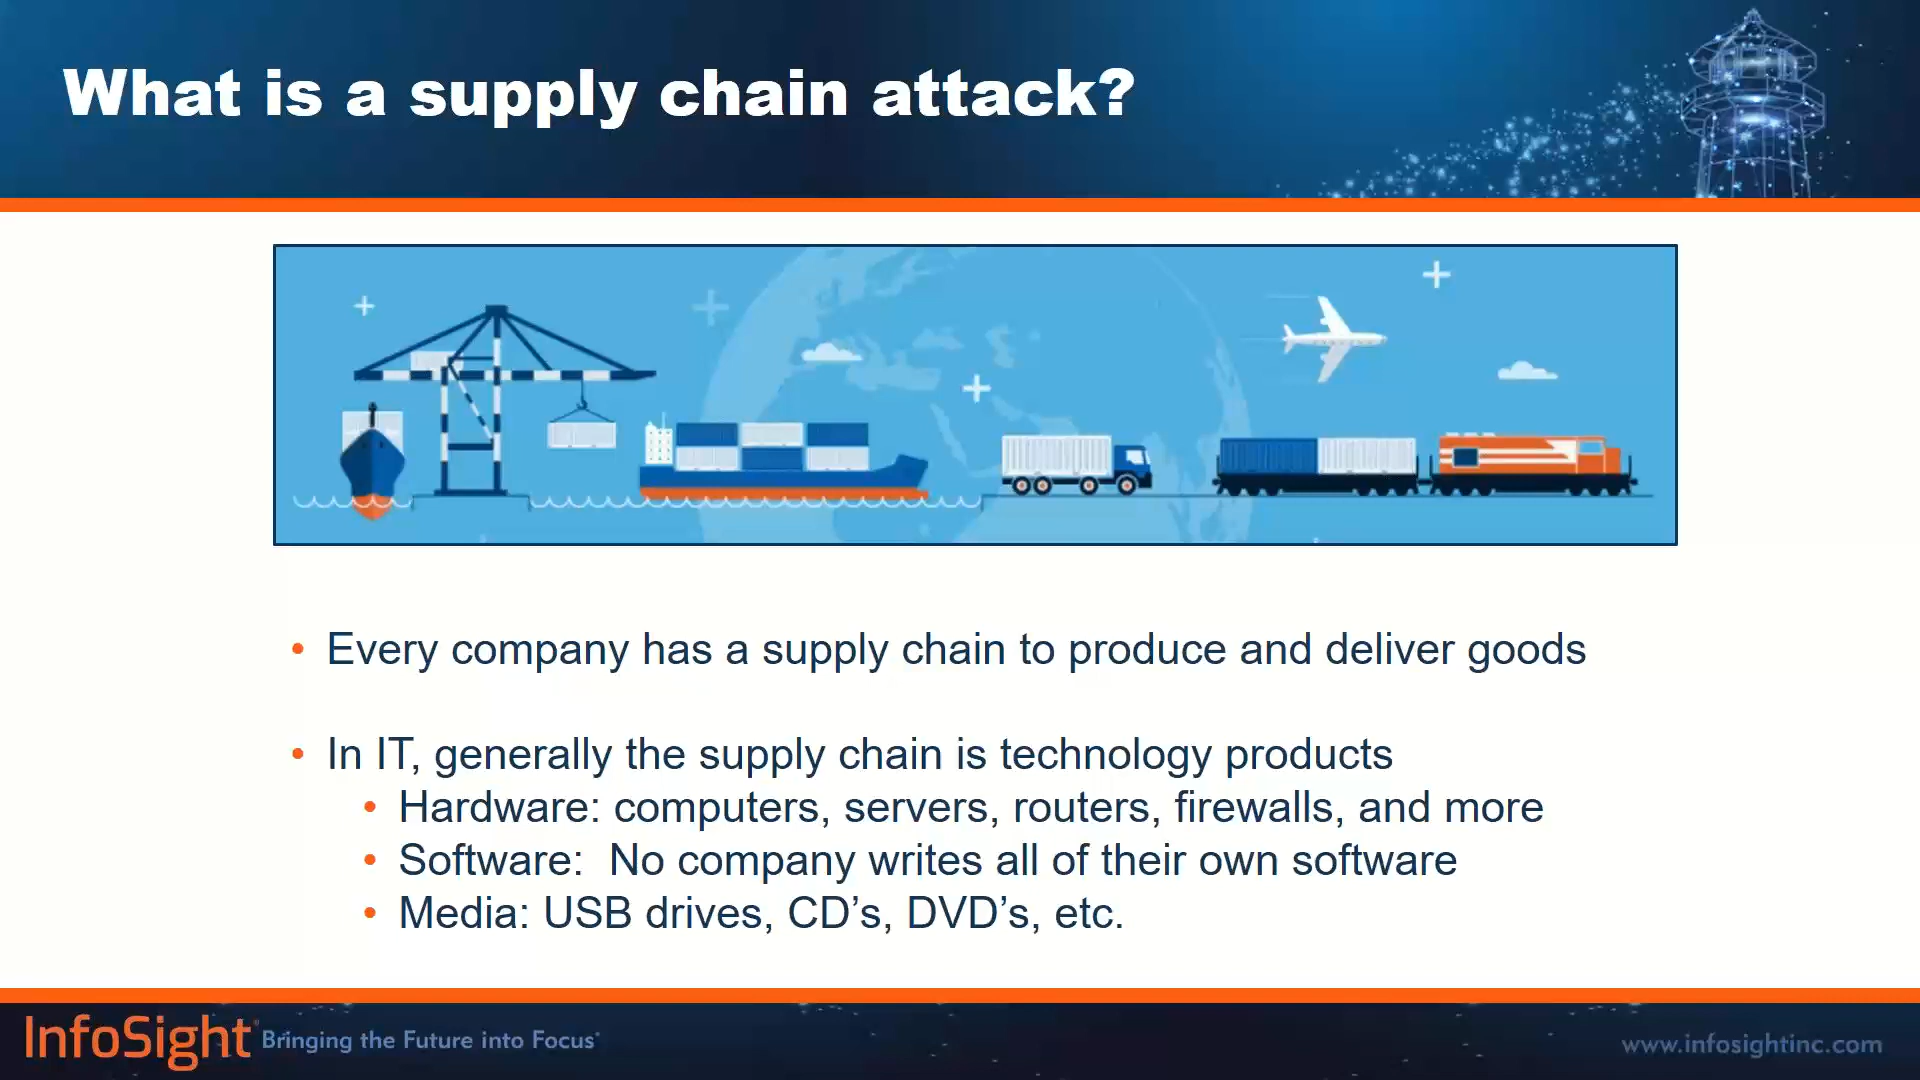 What is a supply chain attack?
• Every company has a supply chain to produce and deliver goods
• In IT, generally the supply chain is technology products
• Hardware: computers, servers, routers, firewalls, and more
• Software:  No company writes all of their own software
• Media: USB drives, CD’s, DVD’s, etc.
InfoSight® Bringing the Future into Focus®
www.infosightinc.com